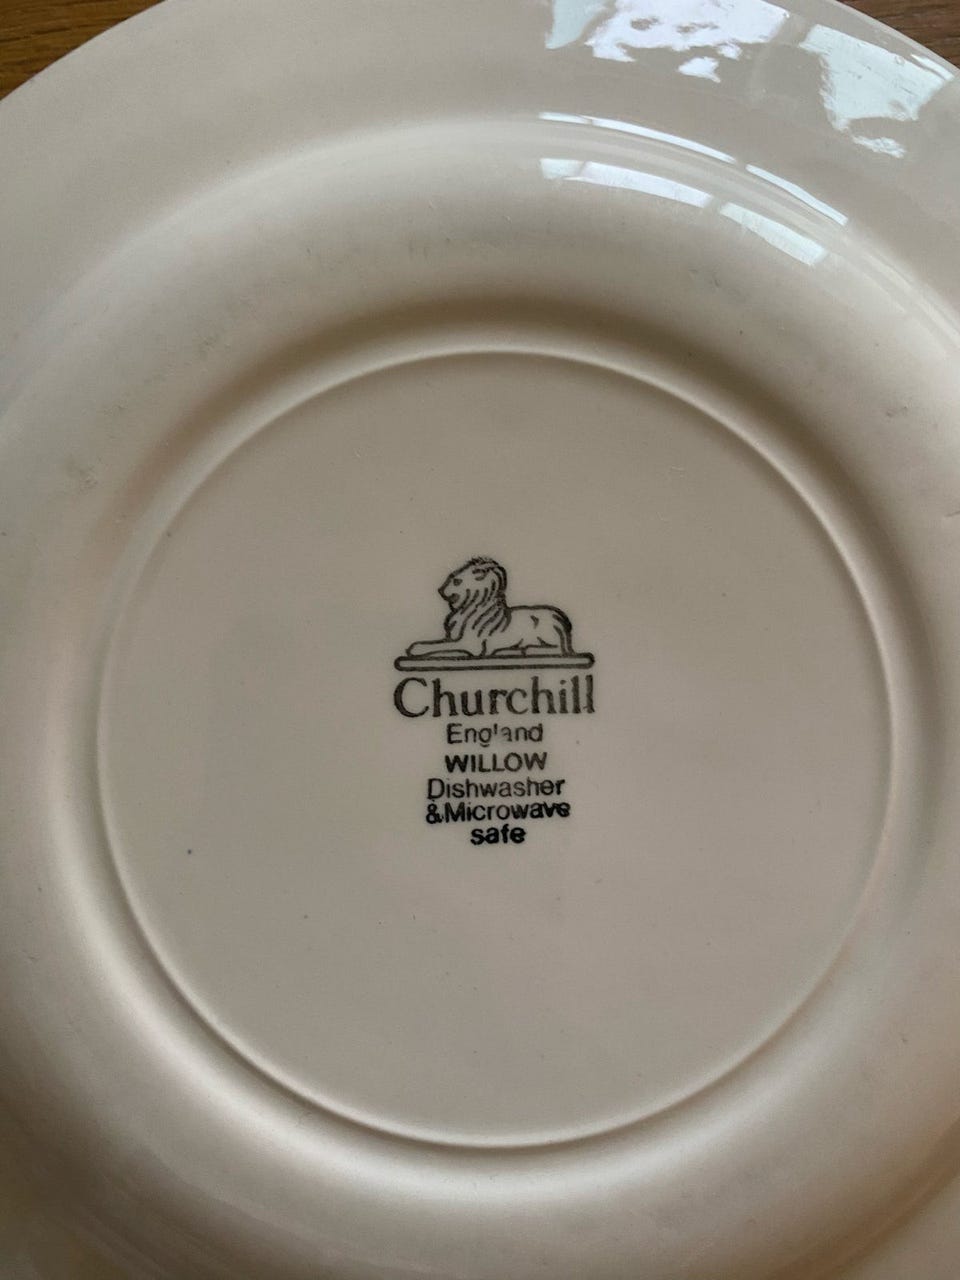 Churchill
England
WILLOW
Dishwasher
&Microwave
safe